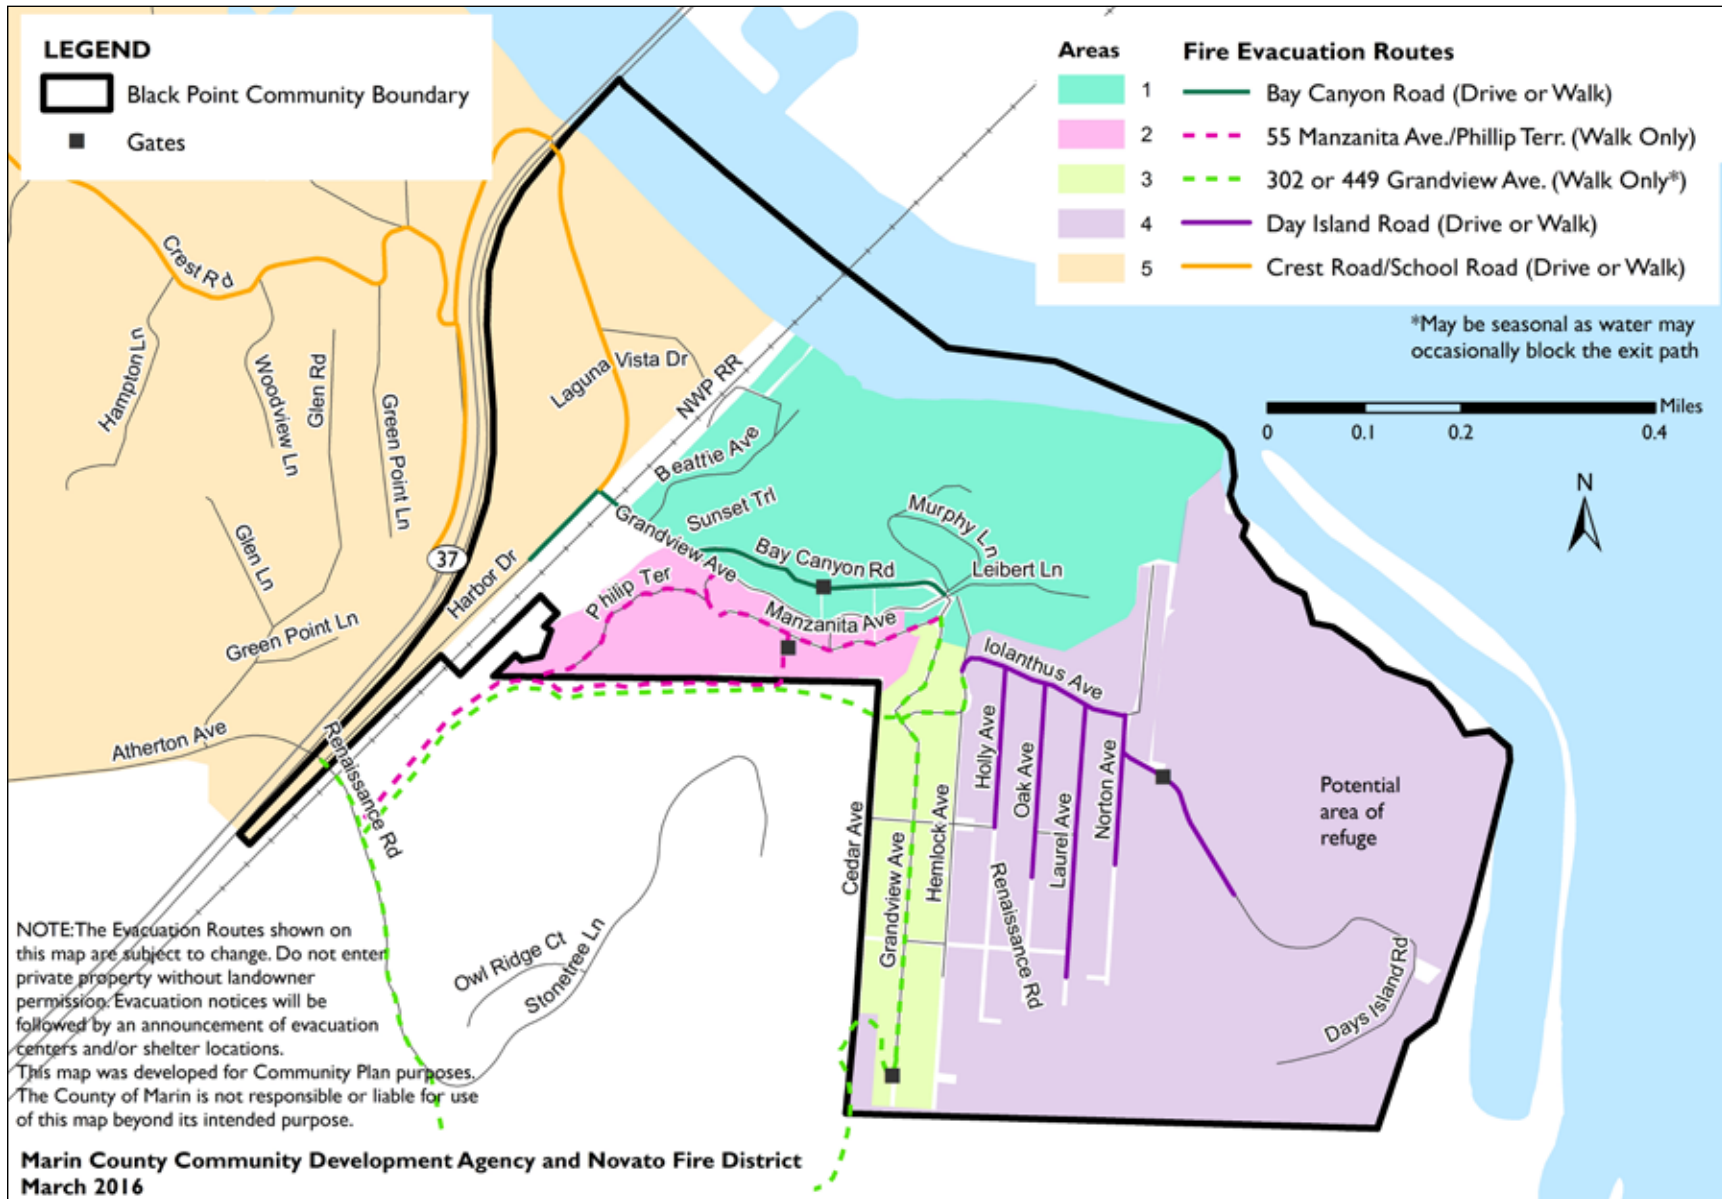 LEGEND
Black Point Community Boundary
Gates
Areas
Fire Evacuation Routes
1
Bay Canyon Road (Drive or Walk)
2
55 Manzanita Ave./Phillip Terr. (Walk Only)
3
302 or 449 Grandview Ave. (Walk Only*)
4
Day Island Road (Drive or Walk)
5
Crest Road/School Road (Drive or Walk)
*May be seasonal as water may
occasionally block the exit path
Miles
0
0.1
0.2
0.4
N
Crest Rd
Hampton Ln
Woodview Ln
Glen Rd
Green Point Ln
Laguna Vista Dr
NWP RR
Beattie Ave
Sunset Trl
Grandview Ave
Murphy Ln
Bay Canyon Rd
Leibert Ln
Glen Ln
37
Harbor Dr
Philip Ter
Manzanita Ave
Green Point Ln
Iolanthus Ave
Atherton Ave
Renaissance Rd
Holly Ave
Oak Ave
Laurel Ave
Norton Ave
Cedar Ave
Grandview Ave
Hemlock Ave
Renaissance Rd
Potential
area of
refuge
Owl Ridge Ct
Stonetree Ln
Days Island Rd
NOTE:The Evacuation Routes shown on
this map are subject to change. Do not enter
private property without landowner
permission. Evacuation notices will be
followed by an announcement of evacuation
centers and/or shelter locations.
This map was developed for Community Plan purposes.
The County of Marin is not responsible or liable for use
of this map beyond its intended purpose.
Marin County Community Development Agency and Novato Fire District
March 2016